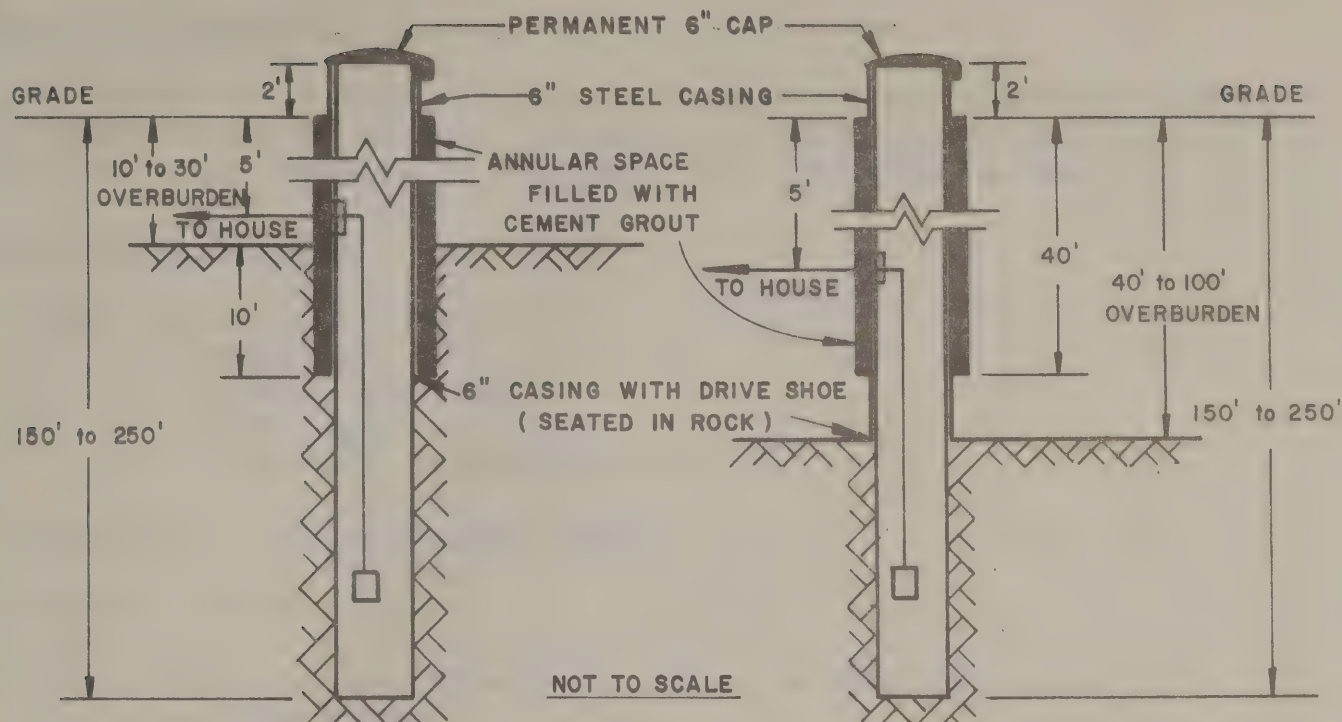 PERMANENT 6" CAP
2'
2'
GRADE
6" STEEL CASING
GRADE
10' to 30'
OVERBURDEN
5'
ANNULAR SPACE
FILLED WITH
CEMENT GROUT
5'
TO HOUSE
TO HOUSE
40'
40' to 100'
OVERBURDEN
10'
6" CASING WITH DRIVE SHOE
(SEATED IN ROCK)
150' to 250'
150' to 250'
NOT TO SCALE